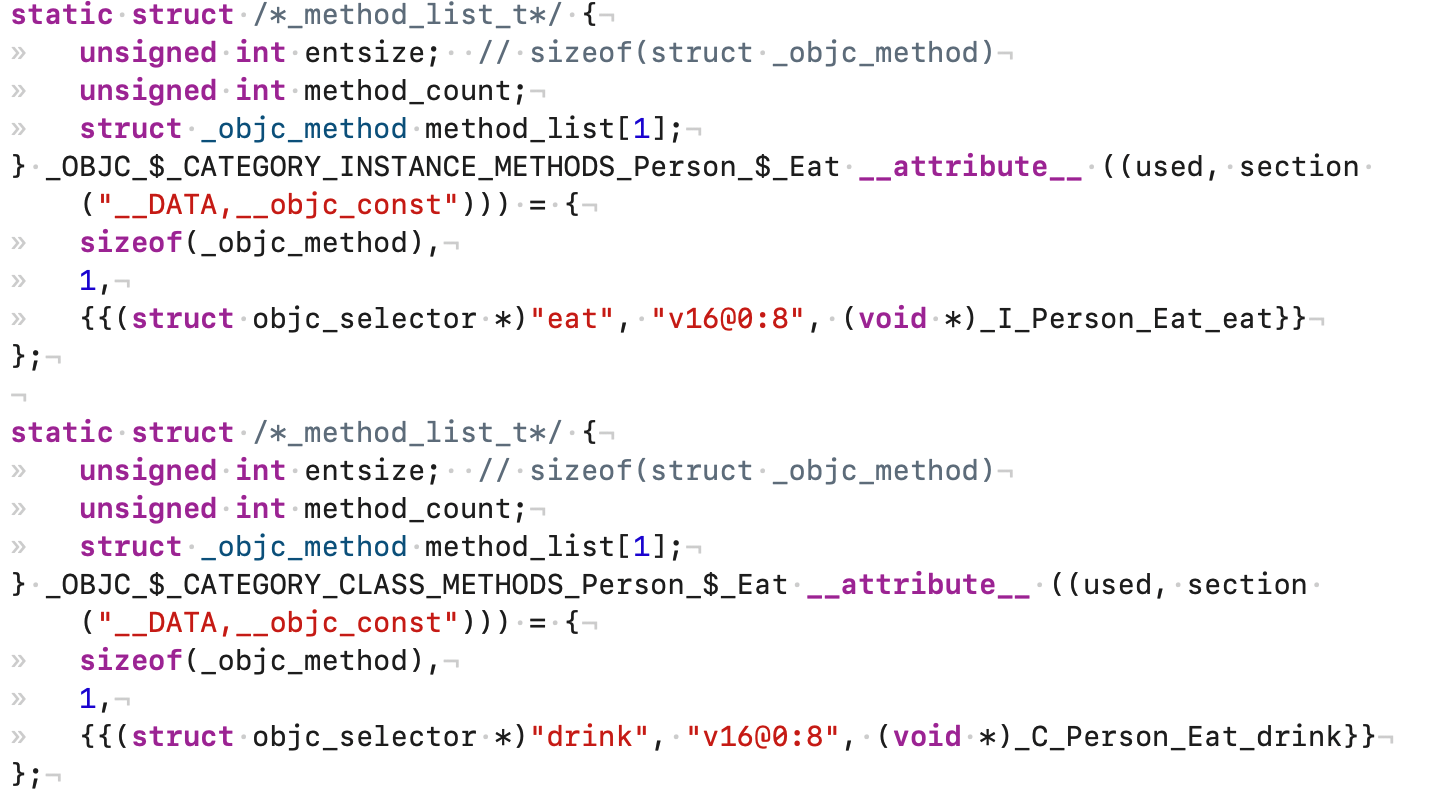 static struct /*_method_list_t*/ {
unsigned int entsize;  // sizeof(struct _objc_method)
unsigned int method_count;
struct _objc_method method_list[1];
} _OBJC_$_CATEGORY_INSTANCE_METHODS_Person_$_Eat __attribute__ ((used, section
("__DATA,__objc_const"))) = {
sizeof(_objc_method),
1,
{{(struct objc_selector *)"eat", "v16@0:8", (void *)_I_Person_Eat_eat}}
};
static struct /*_method_list_t*/ {
unsigned int entsize;  // sizeof(struct _objc_method)
unsigned int method_count;
struct _objc_method method_list[1];
} _OBJC_$_CATEGORY_CLASS_METHODS_Person_$_Eat __attribute__ ((used, section
("__DATA,__objc_const"))) = {
sizeof(_objc_method),
1,
{{(struct objc_selector *)"drink", "v16@0:8", (void *)_C_Person_Eat_drink}}
};